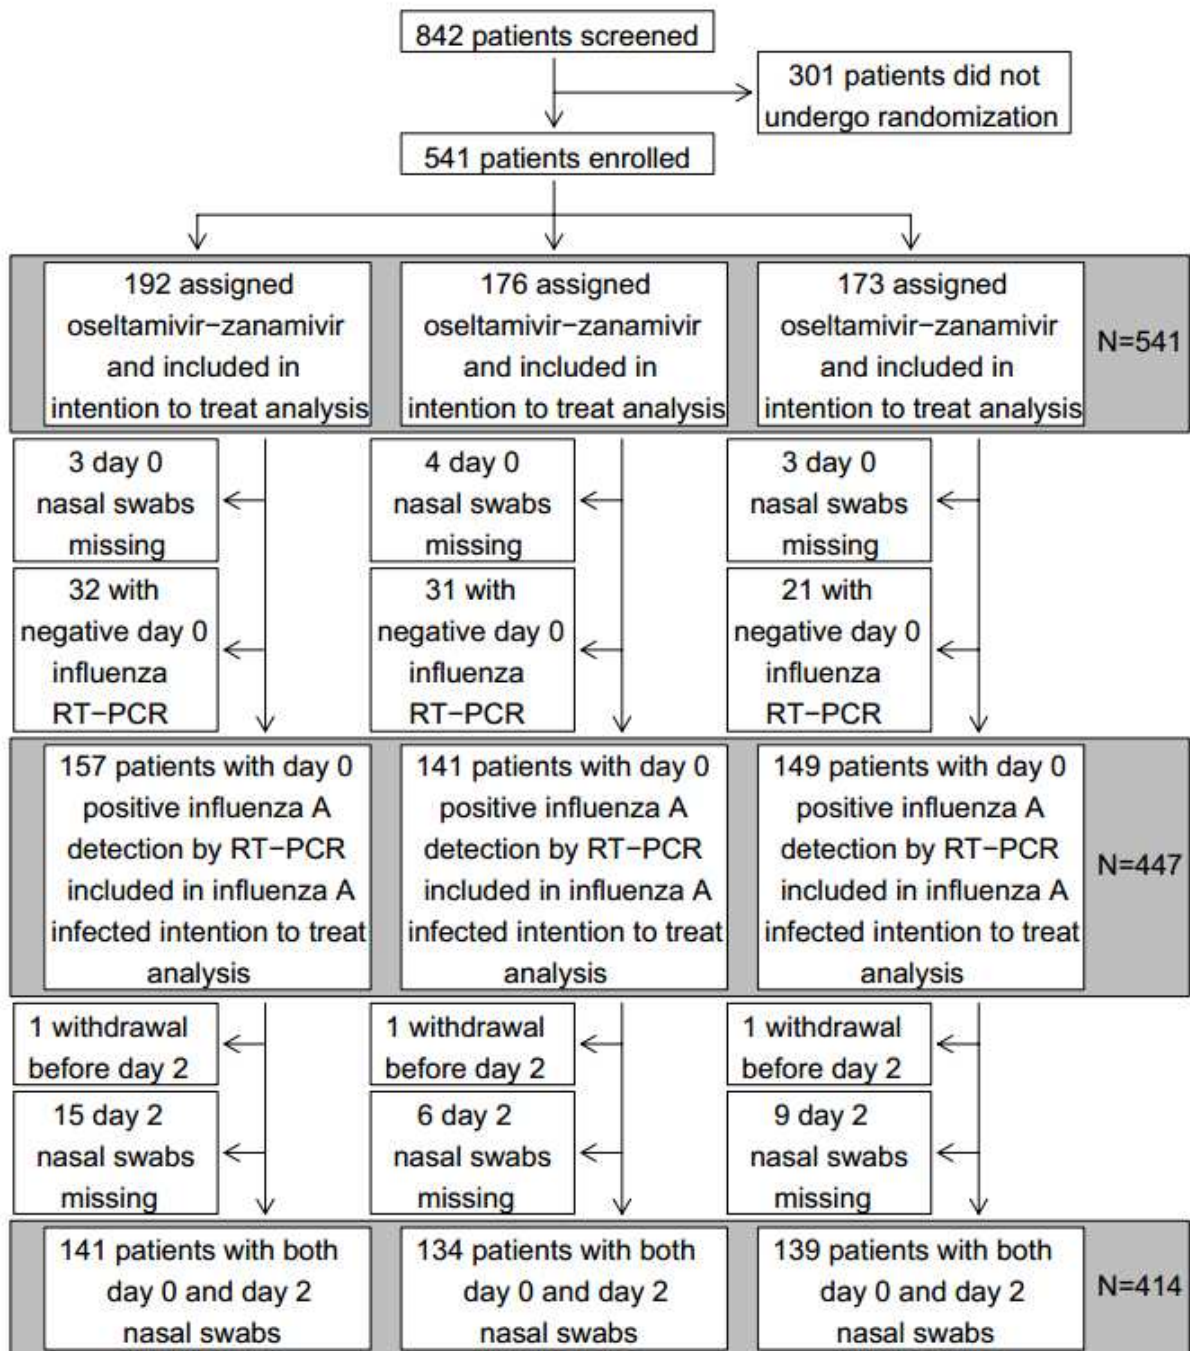 842 patients screened
301 patients did not
undergo randomization
541 patients enrolled
192 assigned
oseltamivir−zanamivir
and included in
intention to treat analysis
176 assigned
oseltamivir−zanamivir
and included in
intention to treat analysis
173 assigned
oseltamivir−zanamivir
and included in
intention to treat analysis
N=541
3 day 0
nasal swabs
missing
4 day 0
nasal swabs
missing
3 day 0
nasal swabs
missing
32 with
negative day 0
influenza
RT−PCR
31 with
negative day 0
influenza
RT−PCR
21 with
negative day 0
influenza
RT−PCR
157 patients with day 0
positive influenza A
detection by RT−PCR
included in influenza A
infected intention to treat
analysis
141 patients with day 0
positive influenza A
detection by RT−PCR
included in influenza A
infected intention to treat
analysis
149 patients with day 0
positive influenza A
detection by RT−PCR
included in influenza A
infected intention to treat
analysis
N=447
1 withdrawal
before day 2
1 withdrawal
before day 2
1 withdrawal
before day 2
15 day 2
nasal swabs
missing
6 day 2
nasal swabs
missing
9 day 2
nasal swabs
missing
141 patients with both
day 0 and day 2
nasal swabs
134 patients with both
day 0 and day 2
nasal swabs
139 patients with both
day 0 and day 2
nasal swabs
N=414